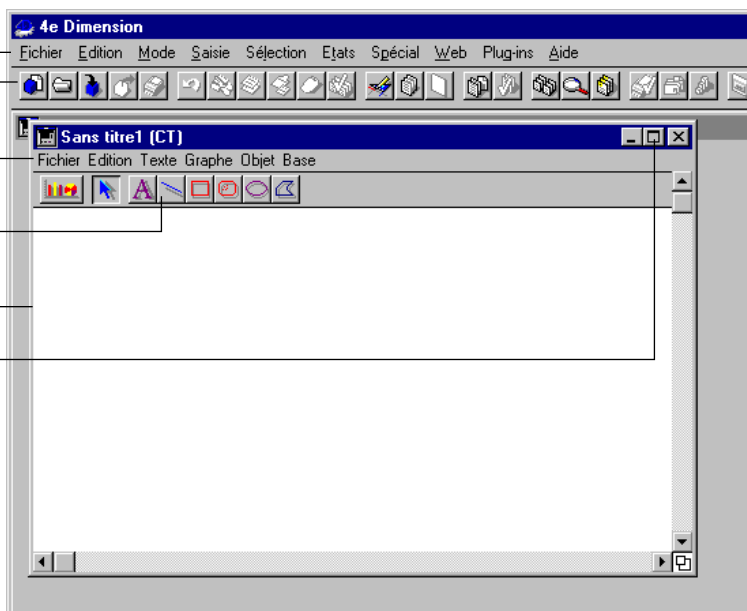 4e Dimension
Fichier Edition Mode Saisie Sélection Etats Spécial Web Plug-ins Aide
Sans titre1 (CT)
Fichier Edition Texte Graphe Objet Base
A